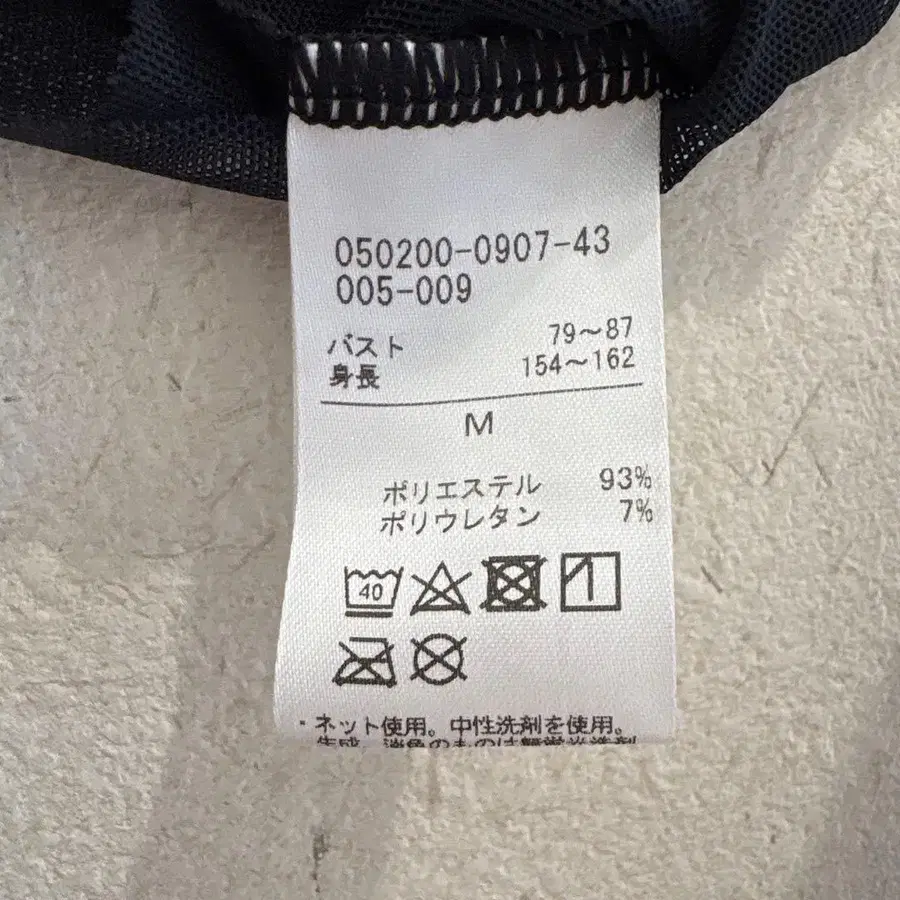 050200-0907-43
005-009
バスト 79～87
身長 154～162
M
ポリエステル 93%
ポリウレタン 7%
40
・ネット使用。中性洗剤を使用。